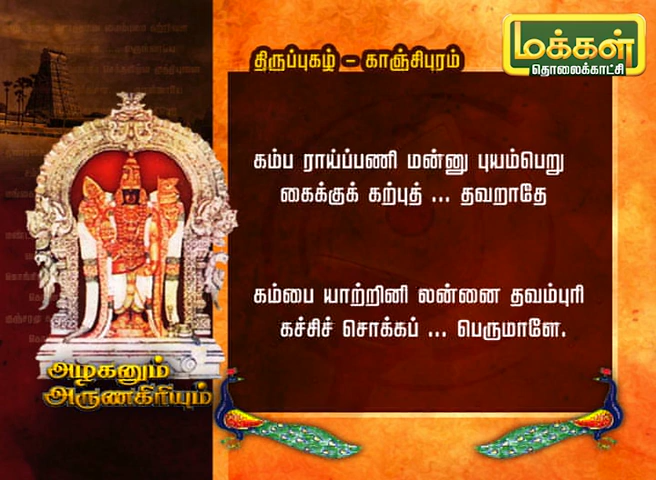 மக்கள்
தொலைக்காட்சி
திருப்புகழ் - காஞ்சிபுரம்
கம்ப ராய்ப்பணி மன்னு புயம்பெறு
கைக்குக் கற்புத் ... தவறாதே
கம்பை யாற்றினி லன்னை தவம்புரி
கச்சிச் சொக்கப் ... பெருமாளே.
அழகனும்
அருணகிரியும்